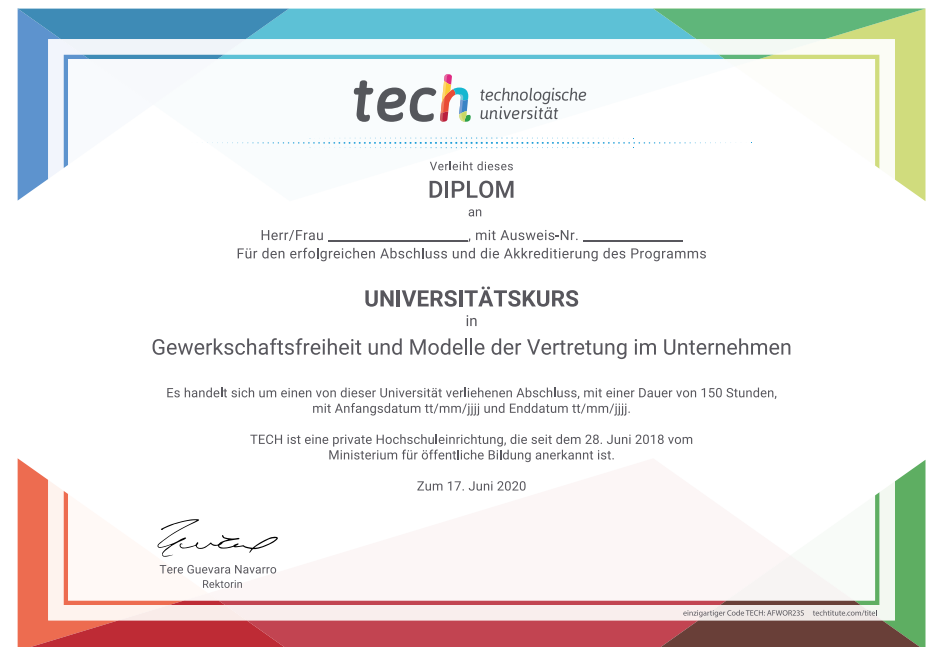 tech technologische
universität
Verleiht dieses
DIPLOM
an
Herr/Frau ____________________, mit Ausweis-Nr. ______________
Für den erfolgreichen Abschluss und die Akkreditierung des Programms
UNIVERSITÄTSKURS
in
Gewerkschaftsfreiheit und Modelle der Vertretung im Unternehmen
Es handelt sich um einen von dieser Universität verliehenen Abschluss, mit einer Dauer von 150 Stunden,
mit Anfangsdatum tt/mm/jjjj und Enddatum tt/mm/jjjj.
TECH ist eine private Hochschuleinrichtung, die seit dem 28. Juni 2018 vom
Ministerium für öffentliche Bildung anerkannt ist.
Zum 17. Juni 2020
Tere Guevara Navarro
Rektorin
einzigartiger Code TECH: AFWOR235 techtitute.com/titel